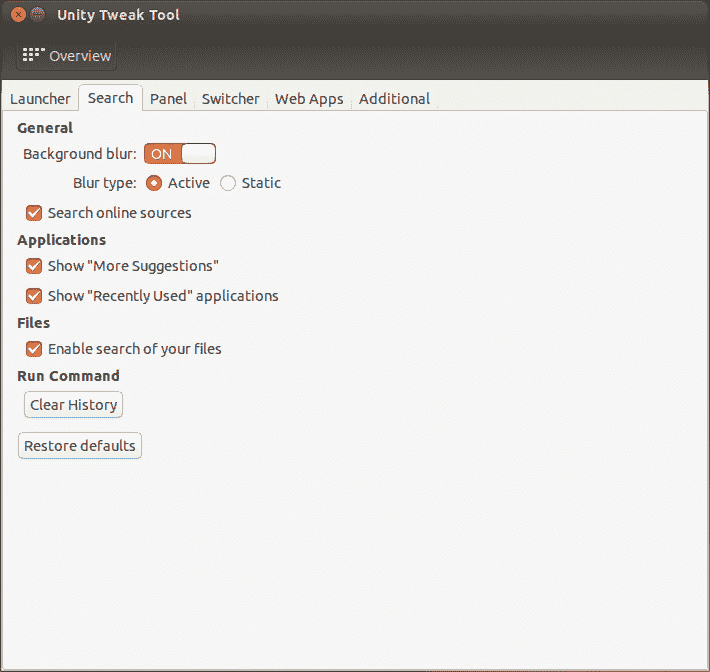 Unity Tweak Tool
Overview
Launcher Search Panel Switcher Web Apps Additional
General
Background blur: ON
Blur type: Active Static
Search online sources
Applications
Show "More Suggestions"
Show "Recently Used" applications
Files
Enable search of your files
Run Command
Clear History
Restore defaults